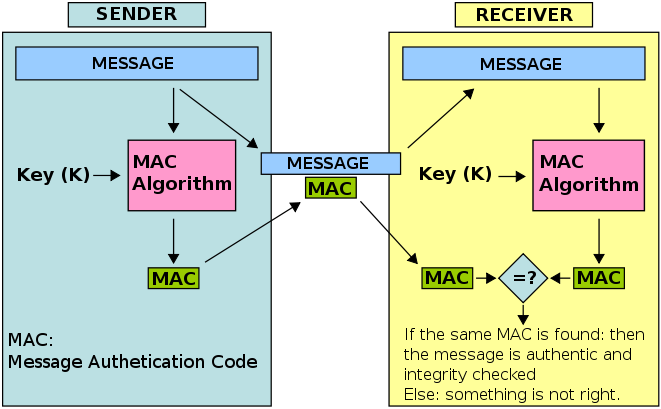 SENDER
MESSAGE
Key (K)
MAC
Algorithm
MAC
MAC:
Message Authetication Code
MESSAGE
MAC
RECEIVER
MESSAGE
Key (K)
MAC
Algorithm
MAC
=?
MAC
If the same MAC is found: then
the message is authentic and
integrity checked
Else: something is not right.